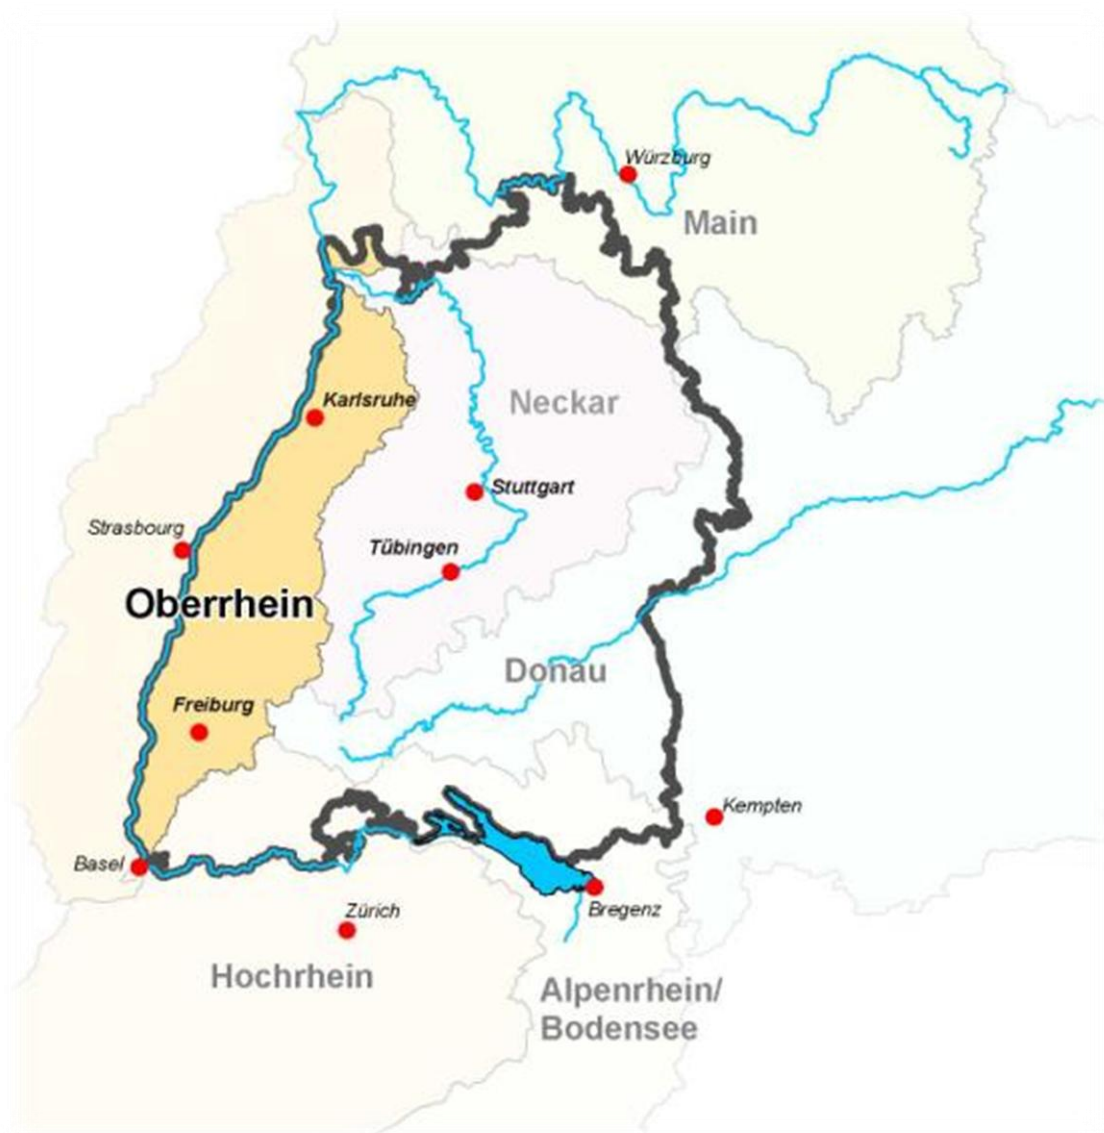 Würzburg
Main
Karlsruhe
Neckar
Stuttgart
Strasbourg
Tübingen
Oberrhein
Donau
Freiburg
Kempten
Basel
Bregenz
Zürich
Hochrhein
Alpenrhein/
Bodensee